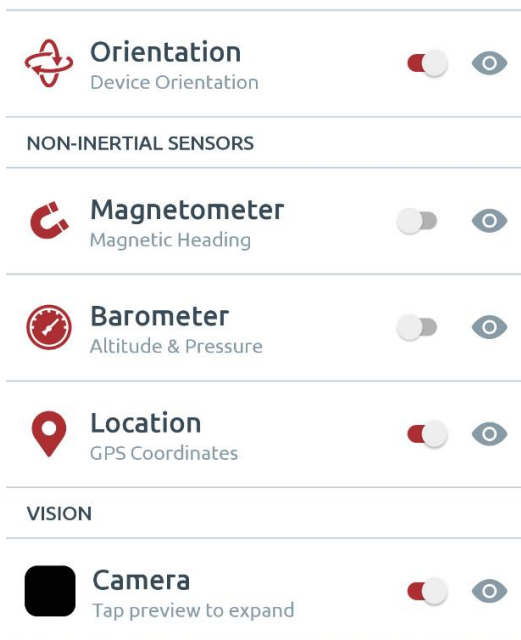 Orientation
Device Orientation
NON-INERTIAL SENSORS
Magnetometer
Magnetic Heading
Barometer
Altitude & Pressure
Location
GPS Coordinates
VISION
Camera
Tap preview to expand